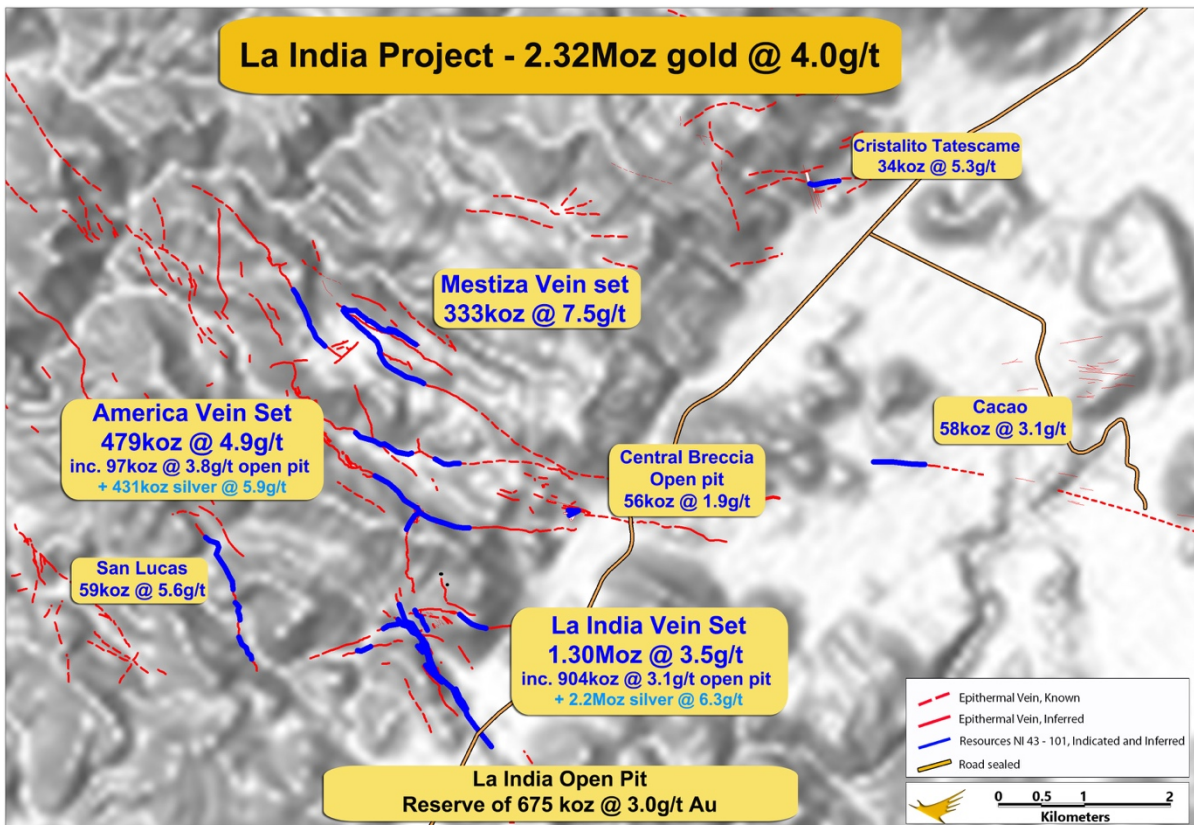 La India Project - 2.32Moz gold @ 4.0g/t
Cristalito Tatescame
34koz @ 5.3g/t
Mestiza Vein set
333koz @ 7.5g/t
America Vein Set
479koz @ 4.9g/t
inc. 97koz @ 3.8g/t open pit
+ 431koz silver @ 5.9g/t
Cacao
58koz @ 3.1g/t
Central Breccia
Open pit
56koz @ 1.9g/t
San Lucas
59koz @ 5.6g/t
La India Vein Set
1.30Moz @ 3.5g/t
inc. 904koz @ 3.1g/t open pit
+ 2.2Moz silver @ 6.3g/t
La India Open Pit
Reserve of 675 koz @ 3.0g/t Au
Epithermal Vein, Known
Epithermal Vein, Inferred
Resources NI 43 - 101, Indicated and Inferred
Road sealed
0 0.5 1 2
Kilometers